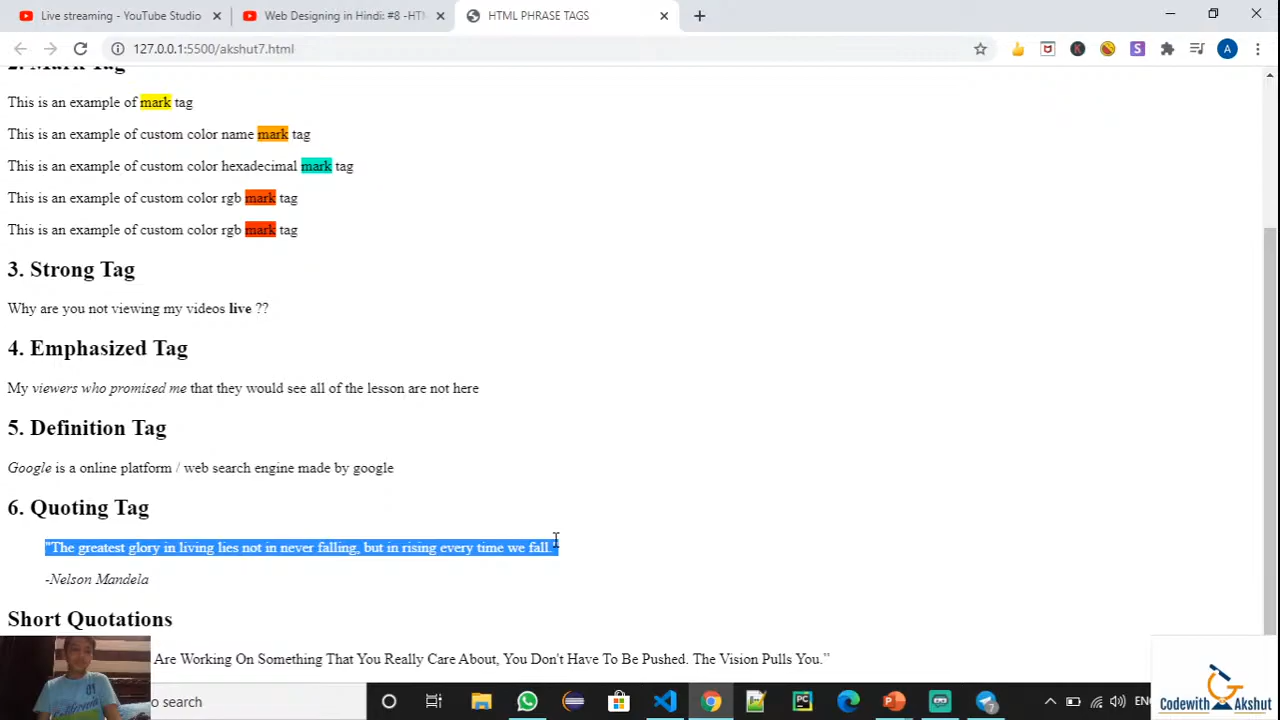 Live streaming - YouTube Studio
Web Designing in Hindi: #8 -HTM
HTML PHRASE TAGS
127.0.0.1:5500/akshut7.html
2. Mark Tag
This is an example of mark tag
This is an example of custom color name mark tag
This is an example of custom color hexadecimal mark tag
This is an example of custom color rgb mark tag
This is an example of custom color rgb mark tag
3. Strong Tag
Why are you not viewing my videos live ??
4. Emphasized Tag
My viewers who promised me that they would see all of the lesson are not here
5. Definition Tag
Google is a online platform / web search engine made by google
6. Quoting Tag
"The greatest glory in living lies not in never falling, but in rising every time we fall."
-Nelson Mandela
Short Quotations
Are Working On Something That You Really Care About, You Don't Have To Be Pushed. The Vision Pulls You.”
o search
ENG
Codewith Akshut